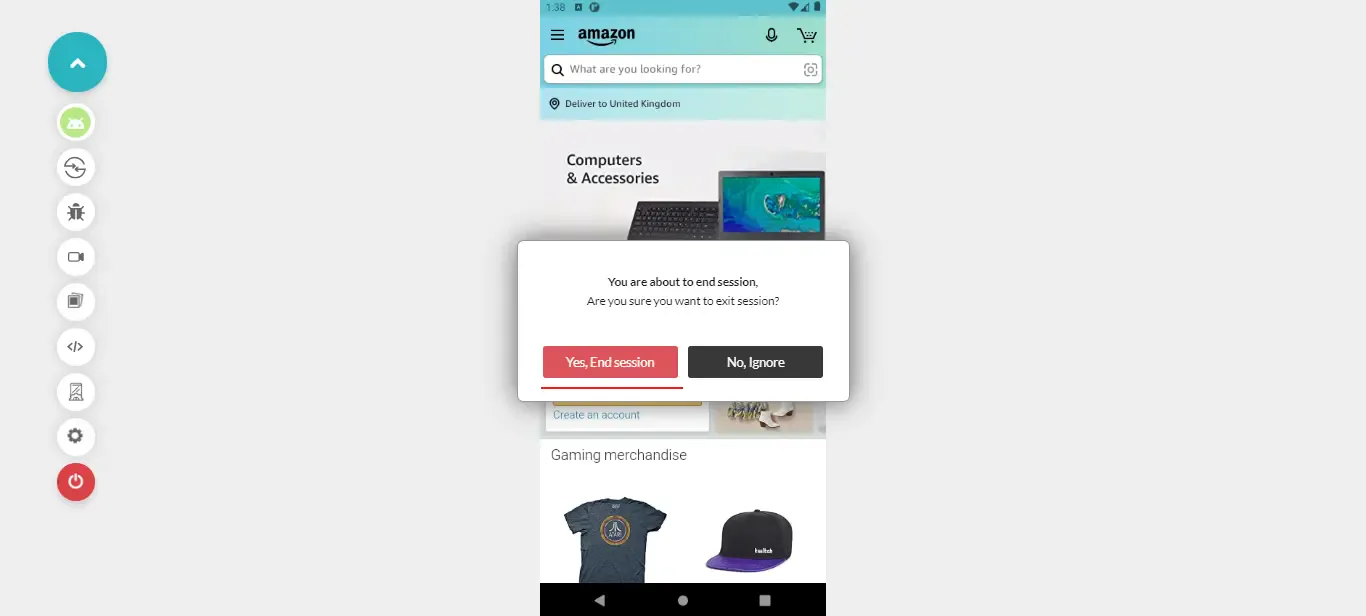 1:38
amazon
What are you looking for?
Deliver to United Kingdom
Computers
& Accessories
You are about to end session,
Are you sure you want to exit session?
Yes, End session
No, Ignore
Create an account
Gaming merchandise
ATARI